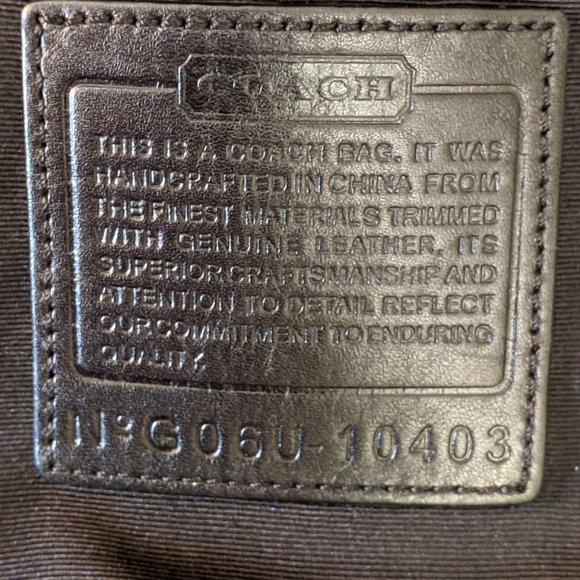 COACH
THIS IS A COACH BAG. IT WAS
HANDCRAFTED IN CHINA FROM
THE FINEST MATERIALS TRIMMED
WITH GENUINE LEATHER. ITS
SUPERIOR CRAFTSMANSHIP AND
ATTENTION TO DETAIL REFLECT
OUR COMMITMENT TO ENDURING
QUALITY.
Nº G06U-10403